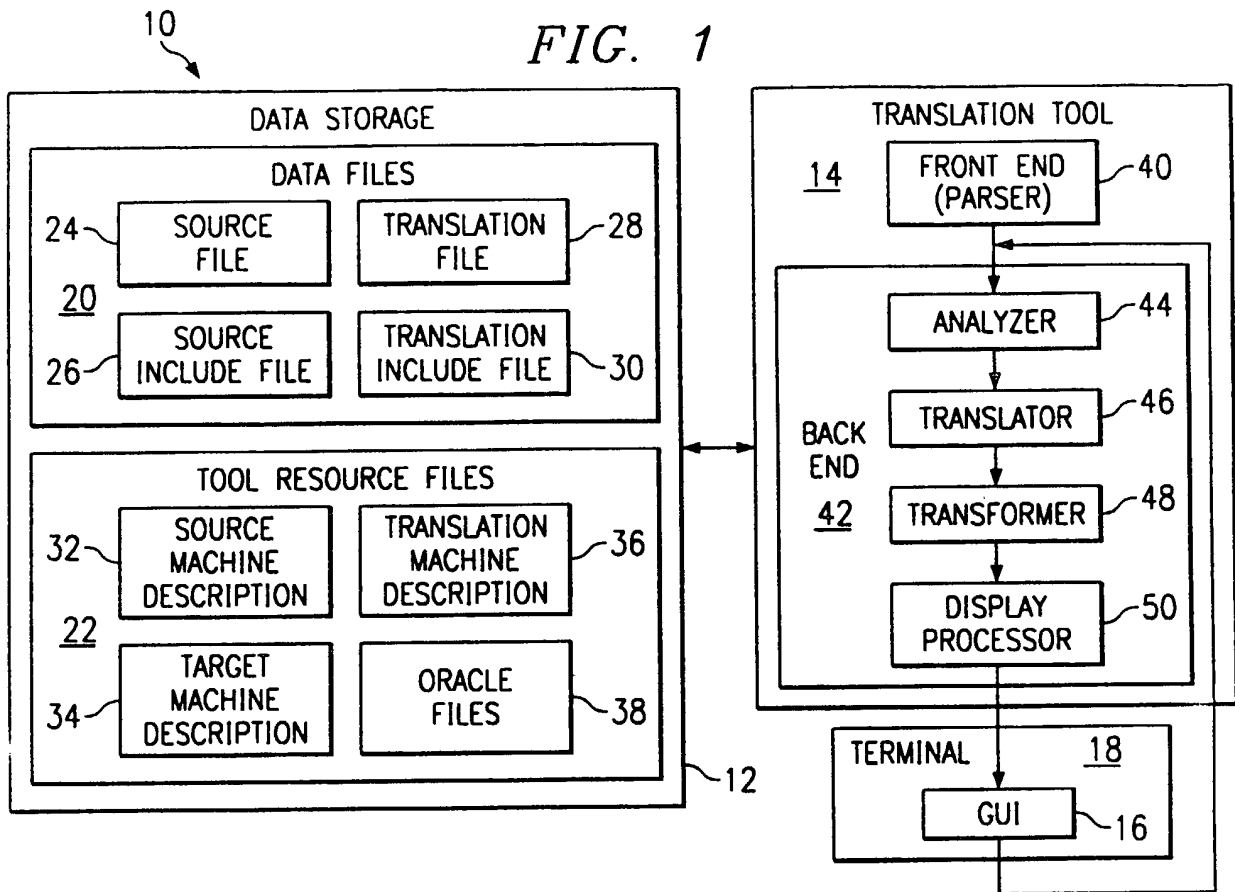 FIG. 1
10
DATA STORAGE
DATA FILES
24
SOURCE
FILE
TRANSLATION
FILE
28
20
26
SOURCE
INCLUDE FILE
TRANSLATION
INCLUDE FILE
30
TOOL RESOURCE FILES
32
SOURCE
MACHINE
DESCRIPTION
TRANSLATION
MACHINE
DESCRIPTION
36
22
34
TARGET
MACHINE
DESCRIPTION
ORACLE
FILES
38
12
TRANSLATION TOOL
14
FRONT END
(PARSER)
40
ANALYZER
44
TRANSLATOR
46
BACK
END
42
TRANSFORMER
48
DISPLAY
PROCESSOR
50
TERMINAL
18
GUI
16